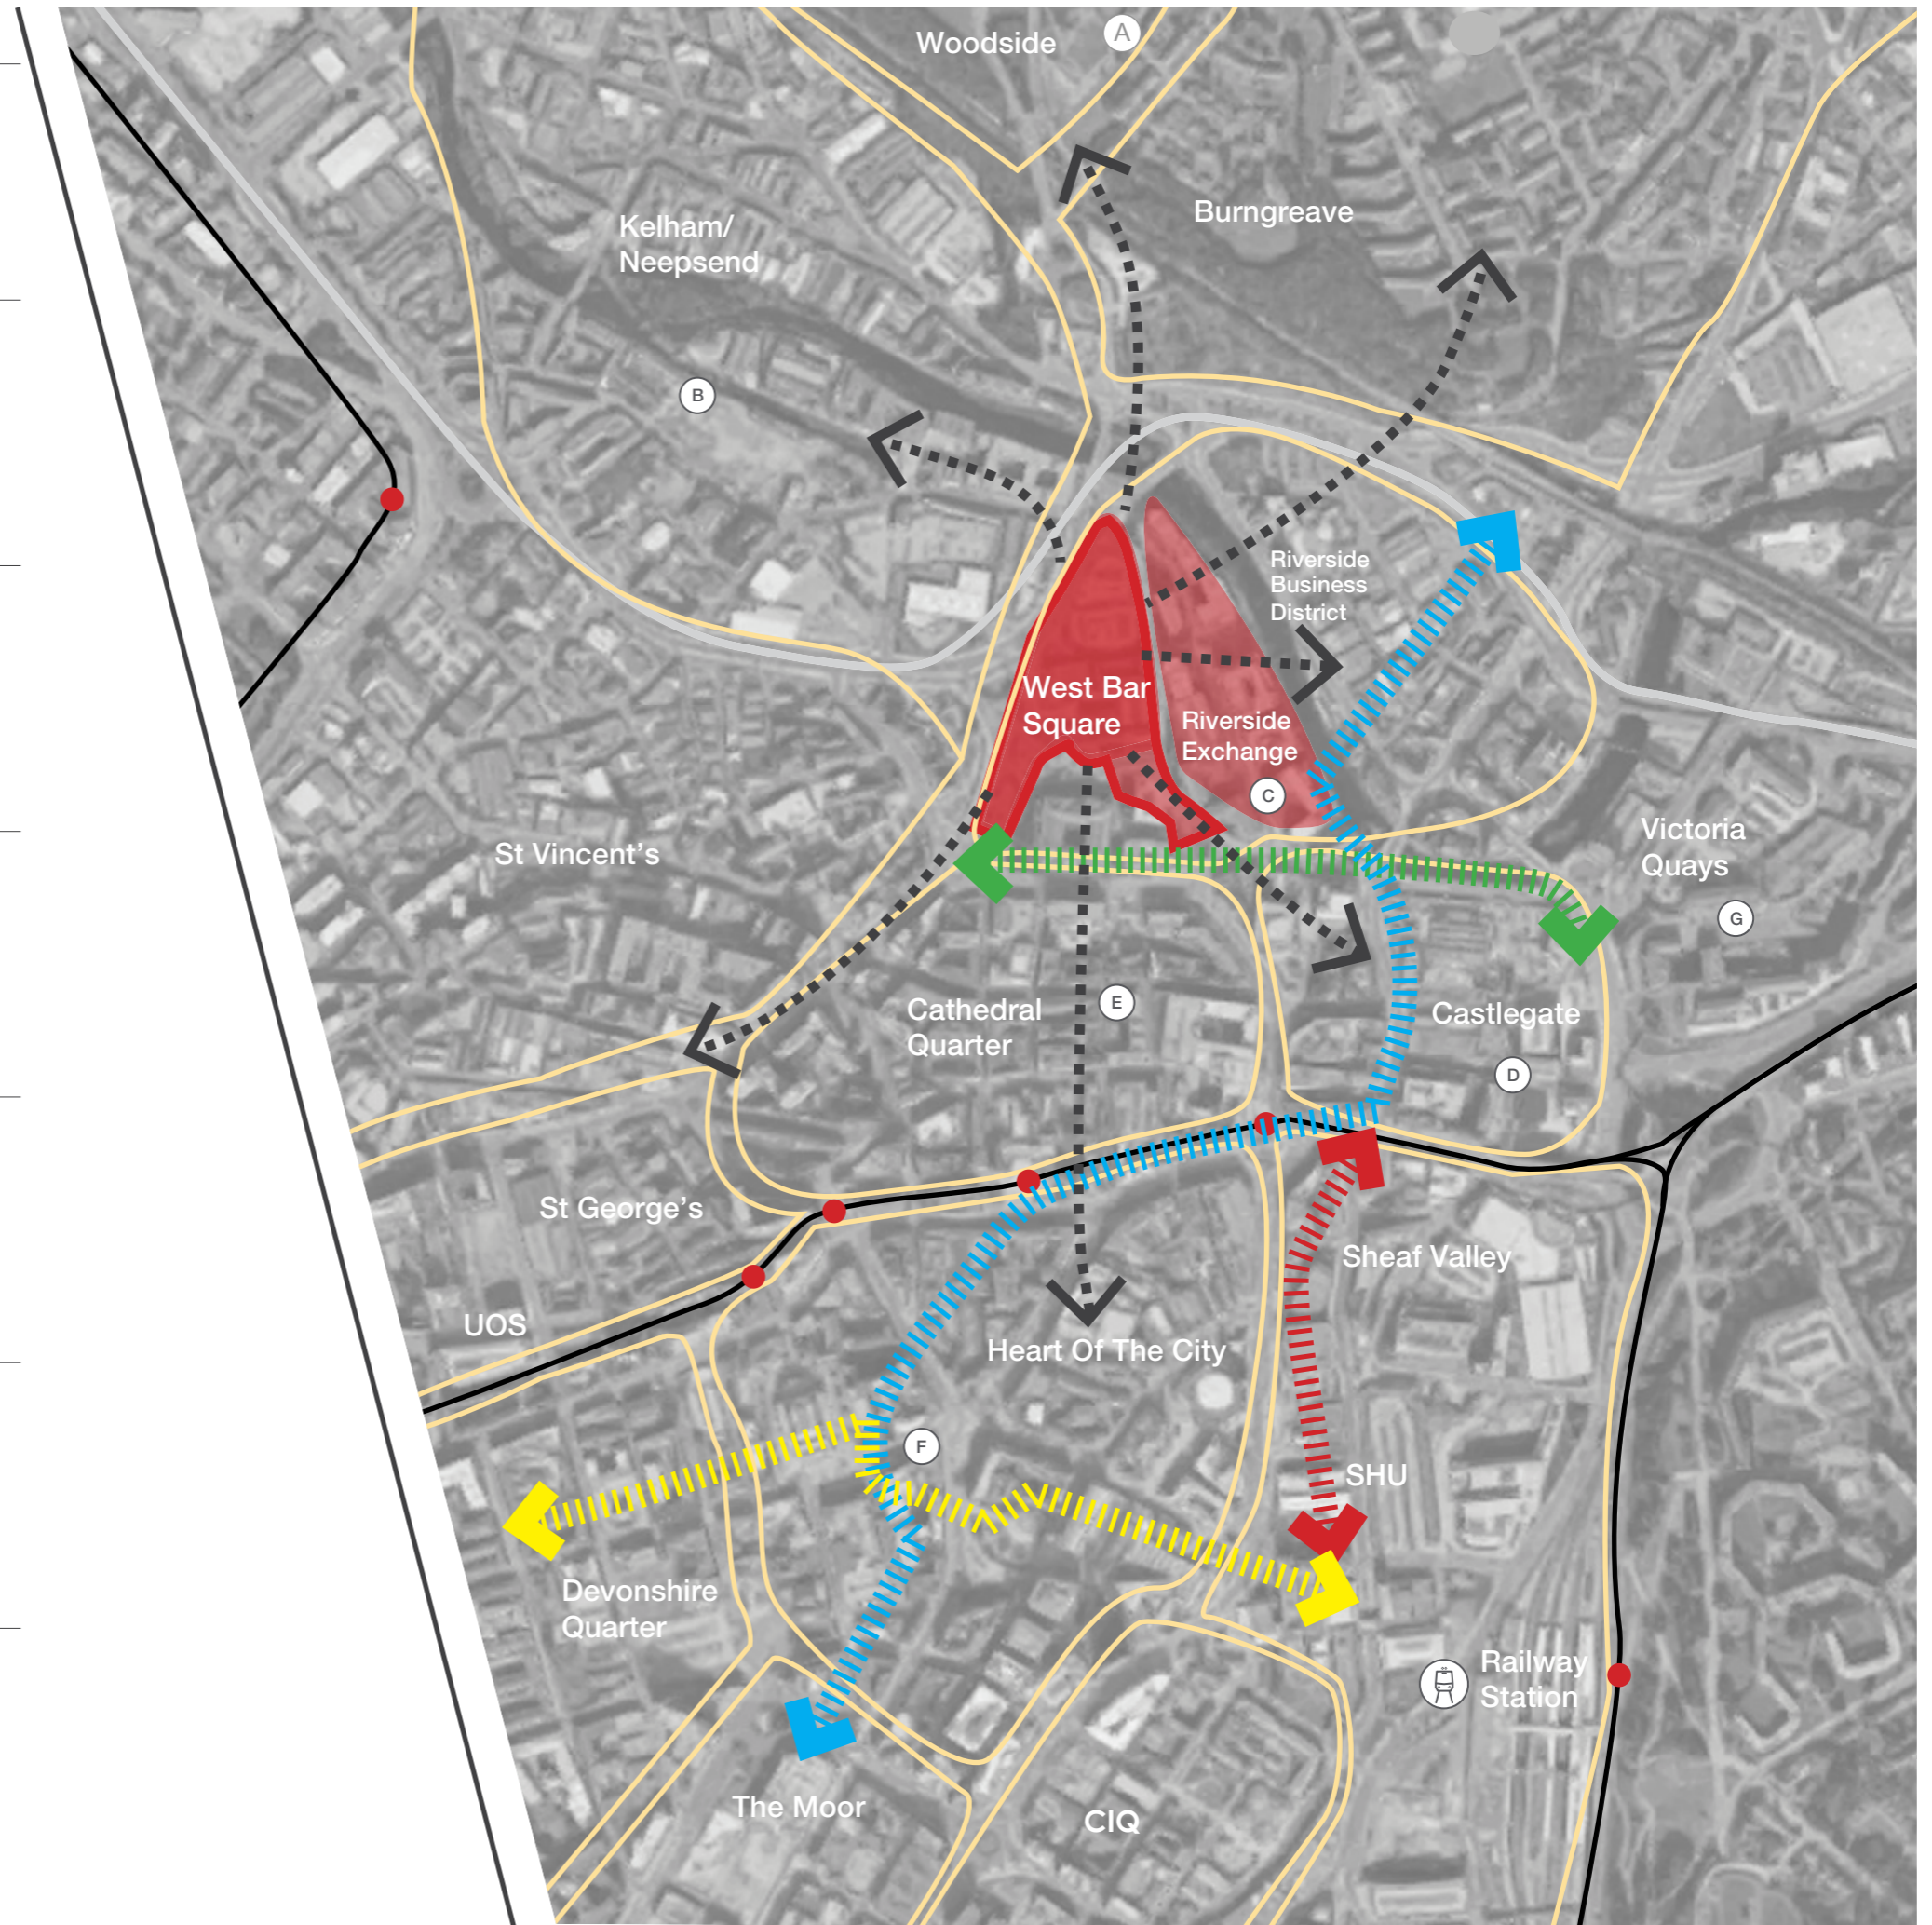 Woodside
A
Burngreave
Kelham/
Neepsend
B
Riverside
Business
District
West Bar
Square
Riverside
Exchange
C
St Vincent's
Victoria
Quays
G
Cathedral
Quarter
E
Castlegate
D
St George's
Sheaf Valley
UOS
Heart Of The City
F
SHU
Devonshire
Quarter
Railway
Station
The Moor
CIQ